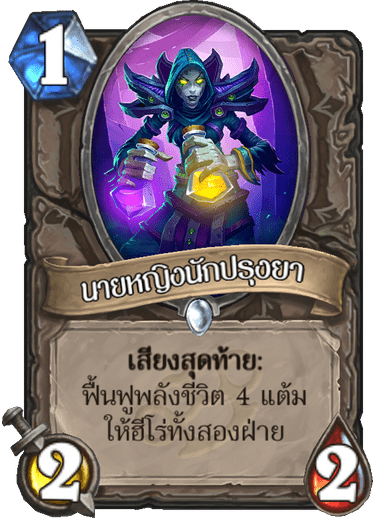 1
นายหญิงนักปรุงยา
เสียงสุดท้าย:
ฟื้นฟูพลังชีวิต 4 แต้ม
ให้ฮีโร่ทั้งสองฝ่าย
2
2